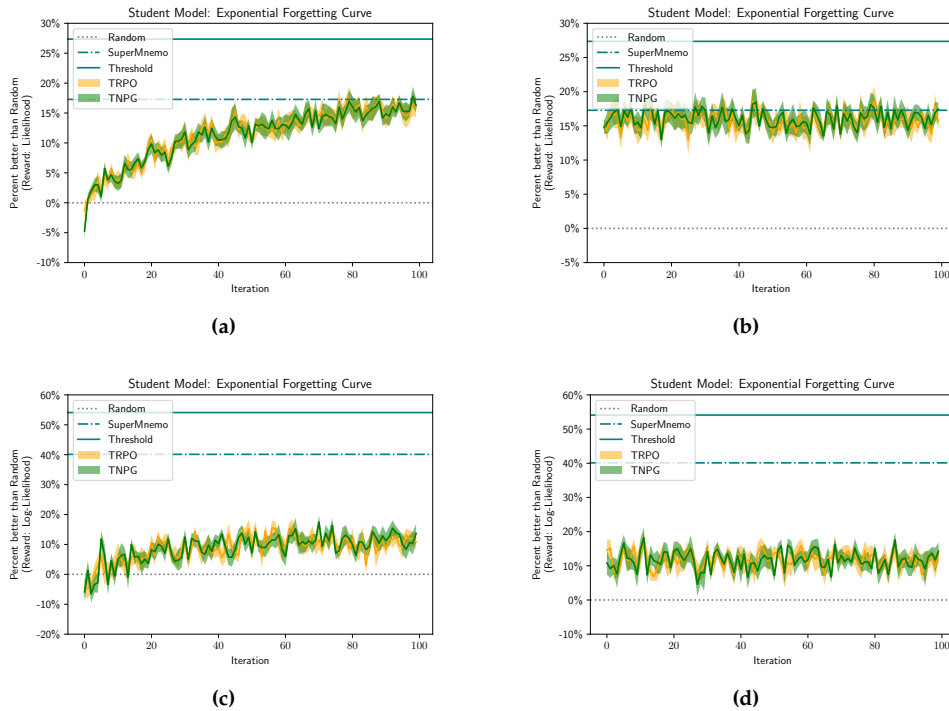 Student Model: Exponential Forgetting Curve
30%
25%
20%
15%
10%
5%
0%
-5%
-10%
Percent better than Random
(Reward: Likelihood)
Random
SuperMnemo
Threshold
TRPO
TNPG
0 20 40 60 80 100
Iteration
(a)
Student Model: Exponential Forgetting Curve
30%
25%
20%
15%
10%
5%
0%
-5%
Percent better than Random
(Reward: Likelihood)
Random
SuperMnemo
Threshold
TRPO
TNPG
0 20 40 60 80 100
Iteration
(b)
Student Model: Exponential Forgetting Curve
60%
50%
40%
30%
20%
10%
0%
-10%
-20%
Percent better than Random
(Reward: Log-Likelihood)
Random
SuperMnemo
Threshold
TRPO
TNPG
0 20 40 60 80 100
Iteration
(c)
Student Model: Exponential Forgetting Curve
60%
50%
40%
30%
20%
10%
0%
-10%
Percent better than Random
(Reward: Log-Likelihood)
Random
SuperMnemo
Threshold
TRPO
TNPG
0 20 40 60 80 100
Iteration
(d)